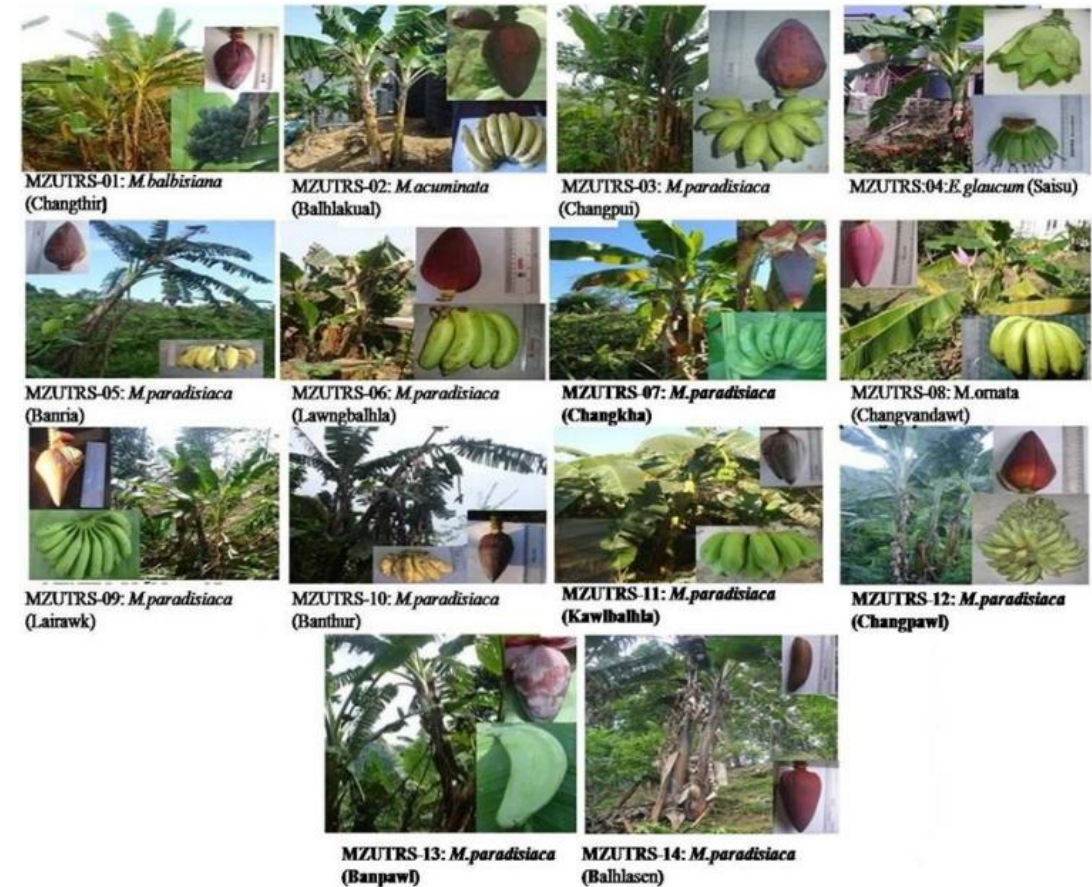 MZUTRS-01: M.balbisiana
(Changthir)
MZUTRS-02: M.acuminata
(Balhlakual)
MZUTRS-03: M.paradisiaca
(Changpui)
MZUTRS:04:E.glaucum (Saisu)
MZUTRS-05: M.paradisiaca
(Banria)
MZUTRS-06: M.paradisiaca
(Lawngbalhla)
MZUTRS-07: M.paradisiaca
(Changkha)
MZUTRS-08: M.ornata
(Changvandawt)
MZUTRS-09: M.paradisiaca
(Lairawk)
MZUTRS-10: M.paradisiaca
(Banthur)
MZUTRS-11: M.paradisiaca
(Kawlbalhla)
MZUTRS-12: M.paradisiaca
(Changpawl)
MZUTRS-13: M.paradisiaca
(Banpawl)
MZUTRS-14: M.paradisiaca
(Balhlasen)